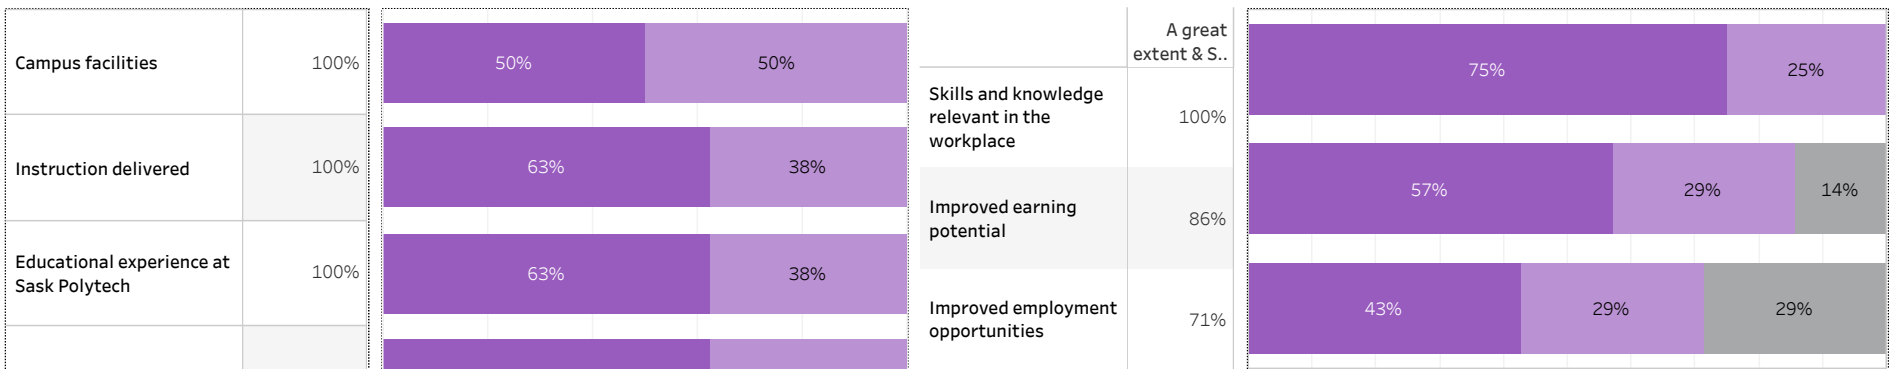 Campus facilities
100%
50%
50%
Instruction delivered
100%
63%
38%
Educational experience at
Sask Polytech
100%
63%
38%
A great
extent & S..
Skills and knowledge
relevant in the
workplace
100%
75%
25%
Improved earning
potential
86%
57%
29%
14%
Improved employment
opportunities
71%
43%
29%
29%